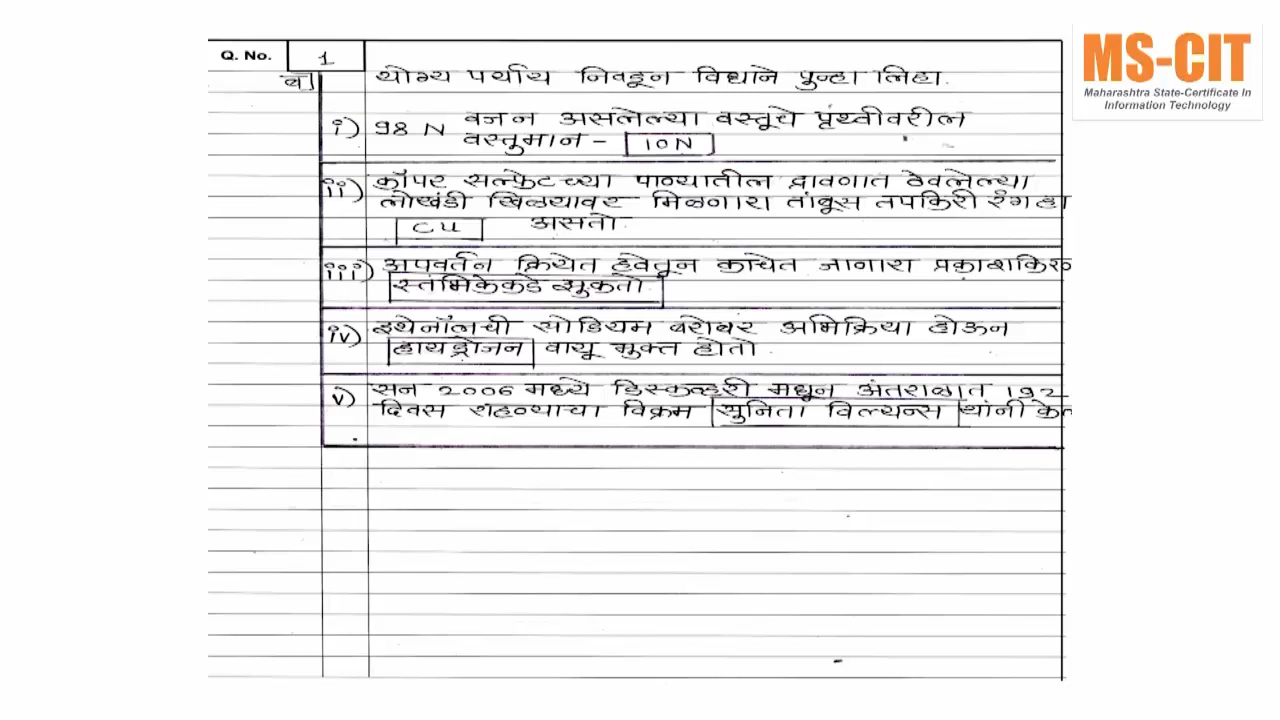 Q. No. 1
MS-CIT
Maharashtra State-Certificate In
Information Technology
ब] योग्य पर्याय निवडून विधाने पुन्हा लिहा.
i) 98 N वजन असलेल्या वस्तूचे पृथ्वीवरील
वस्तुमान - 10N
ii) कॉपर सल्फेटच्या पाण्यातील द्रावणात ठेवलेल्या
लोखंडी खिळ्यावर मिळणारा तांबूस तपकिरी रंग हा
Cu असतो.
iii) अपवर्तन क्रियेत हवेतून काचेत जाणारा प्रकाशकिरण
स्तंभिकेकडे झुकतो.
iv) इथेनॉलची सोडियम बरोबर अभिक्रिया होऊन
हायड्रोजन वायू मुक्त होतो.
v) सन 2006 मध्ये डिस्कव्हरी मधून अंतराळात 192
दिवस राहण्याचा विक्रम सुनिता विल्यन्स यांनी केल